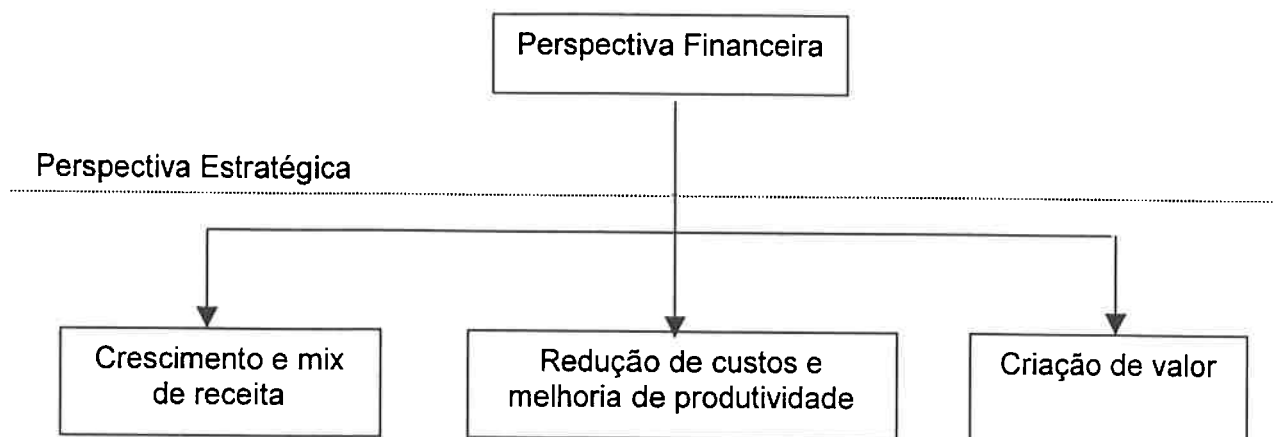 Perspectiva Financeira
Perspectiva Estratégica
Crescimento e mix
de receita
Redução de custos e
melhoria de produtividade
Criação de valor